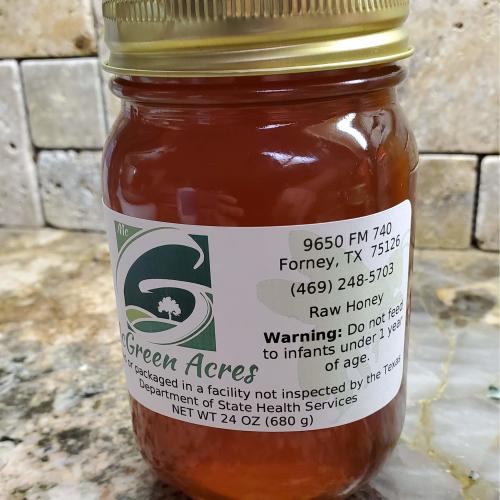 Mc
Green Acres
9650 FM 740
Forney, TX 75126
(469) 248-5703
Raw Honey
Warning: Do not feed
to infants under 1 year
of age.
or packaged in a facility not inspected by the Texas
Department of State Health Services
NET WT 24 OZ (680 g)